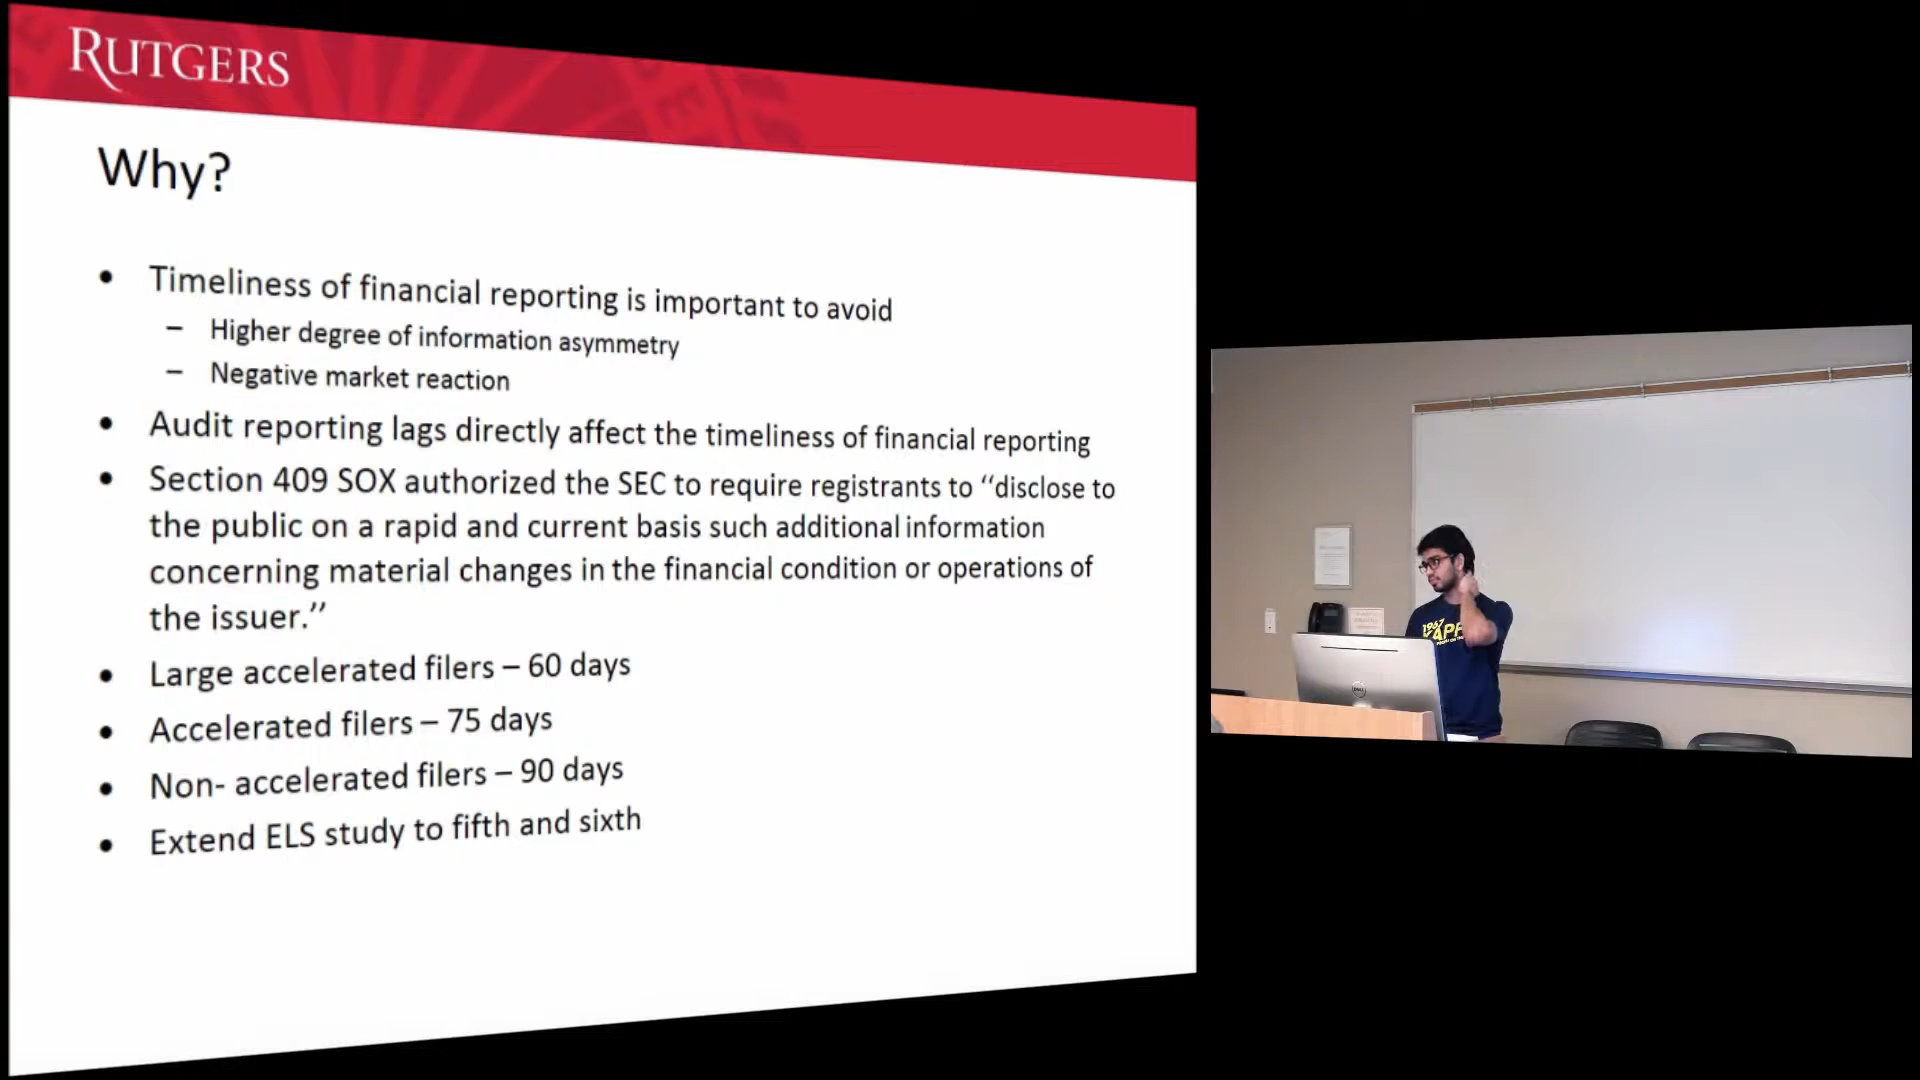 RUTGERS
Why?
• Timeliness of financial reporting is important to avoid
– Higher degree of information asymmetry
– Negative market reaction
• Audit reporting lags directly affect the timeliness of financial reporting
• Section 409 SOX authorized the SEC to require registrants to “disclose to
the public on a rapid and current basis such additional information
concerning material changes in the financial condition or operations of
the issuer.”
• Large accelerated filers – 60 days
• Accelerated filers – 75 days
• Non- accelerated filers – 90 days
• Extend ELS study to fifth and sixth
1967
DELL